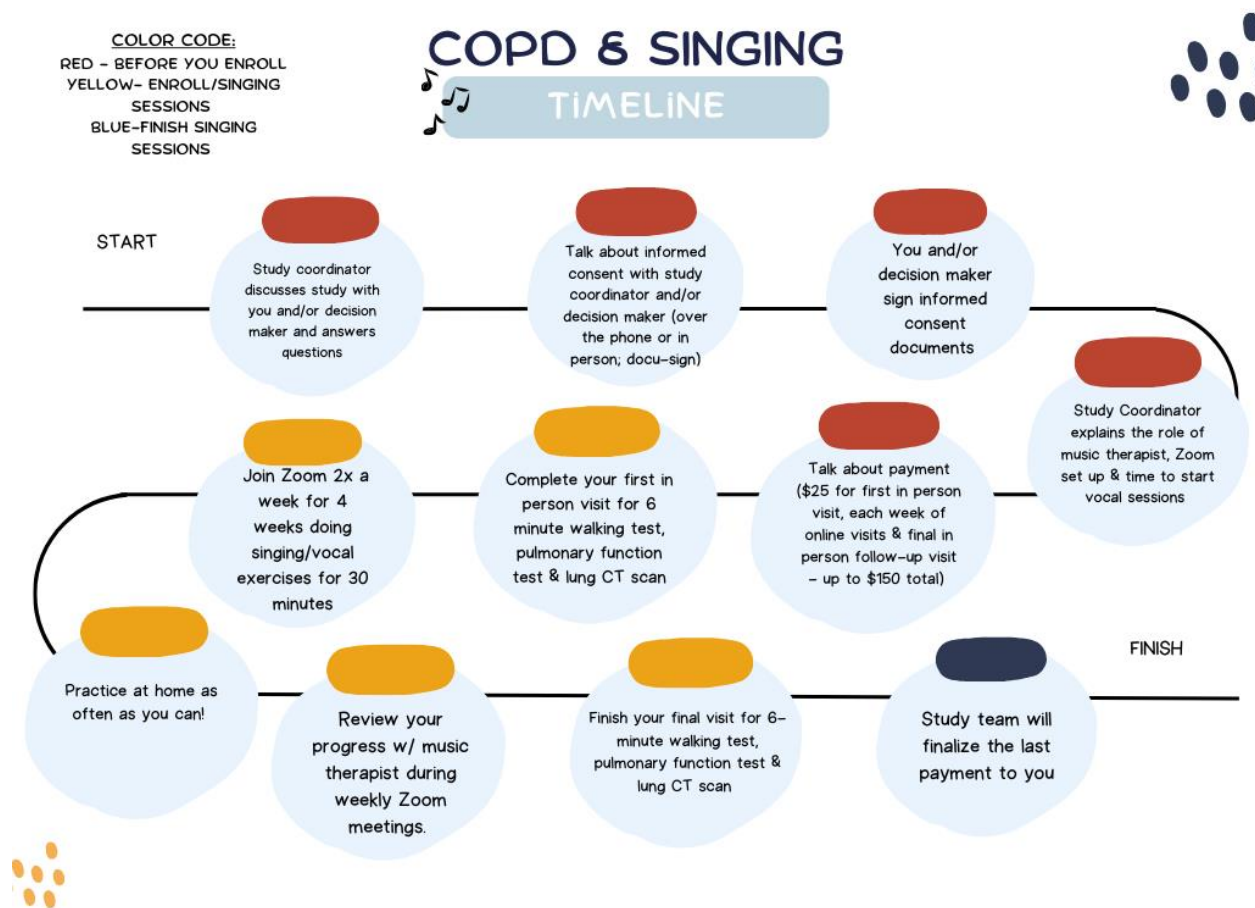 COLOR CODE:
RED - BEFORE YOU ENROLL
YELLOW- ENROLL/SINGING
SESSIONS
BLUE-FINISH SINGING
SESSIONS
COPD & SINGING
TiMELiNE
START
Study coordinator
discusses study with
you and/or decision
maker and answers
questions
Talk about informed
consent with study
coordinator and/or
decision maker (over
the phone or in
person; docu-sign)
You and/or
decision maker
sign informed
consent
documents
Study Coordinator
explains the role of
music therapist, Zoom
set up & time to start
vocal sessions
Talk about payment
($25 for first in person
visit, each week of
online visits & final in
person follow-up visit
- up to $150 total)
Complete your first in
person visit for 6
minute walking test,
pulmonary function
test & lung CT scan
Join Zoom 2x a
week for 4
weeks doing
singing/vocal
exercises for 30
minutes
Practice at home as
often as you can!
Review your
progress w/ music
therapist during
weekly Zoom
meetings.
Finish your final visit for 6-
minute walking test,
pulmonary function test &
lung CT scan
Study team will
finalize the last
payment to you
FINISH